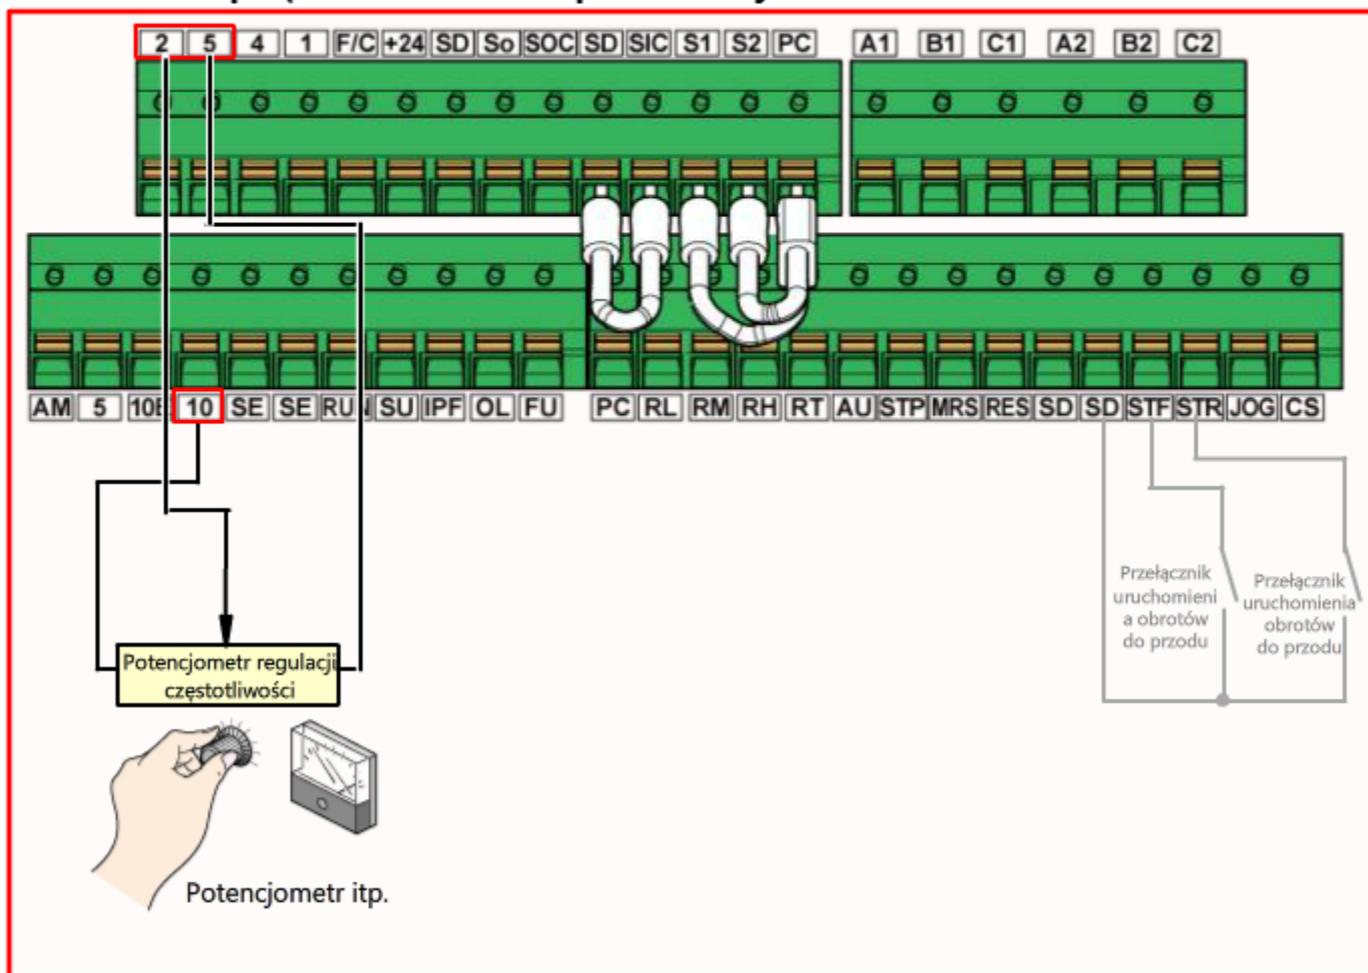 2 5 4 1 F/C +24 SD So SOC SD SIC S1 S2 PC A1 B1 C1 A2 B2 C2
AM 5 10 SE SE RUN SU IPF OL FU PC RL RM RH RT AU STP MRS RES SD SD STF STR JOG CS
Przełącznik
uruchomieni
a obrotów
do przodu
Przełącznik
uruchomienia
obrotów
do przodu
Potencjometr regulacji
częstotliwości
Potencjometr itp.